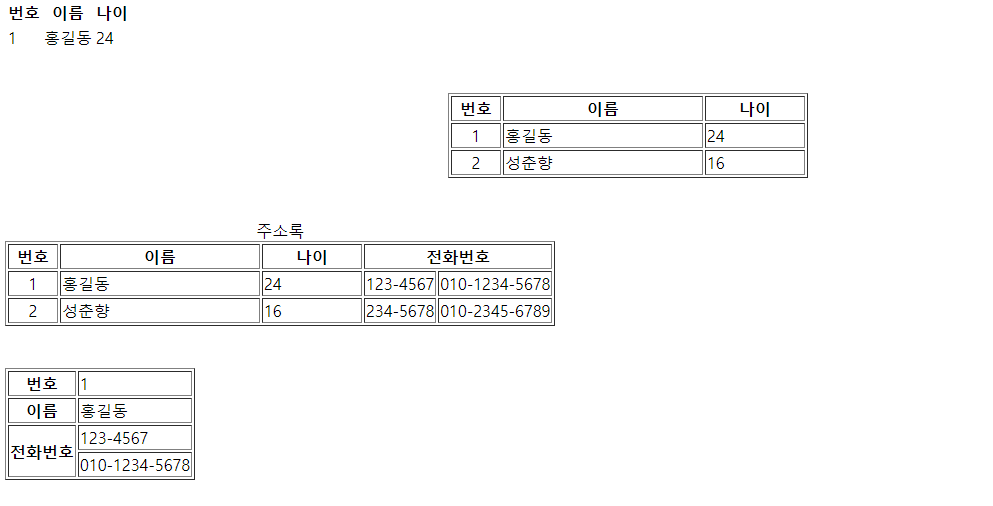 번호 이름 나이
1 홍길동 24
번호 이름 나이
1 홍길동 24
2 성춘향 16
주소록
번호 이름 나이 전화번호
1 홍길동 24 123-4567 010-1234-5678
2 성춘향 16 234-5678 010-2345-6789
번호 1
이름 홍길동
전화번호 123-4567
010-1234-5678